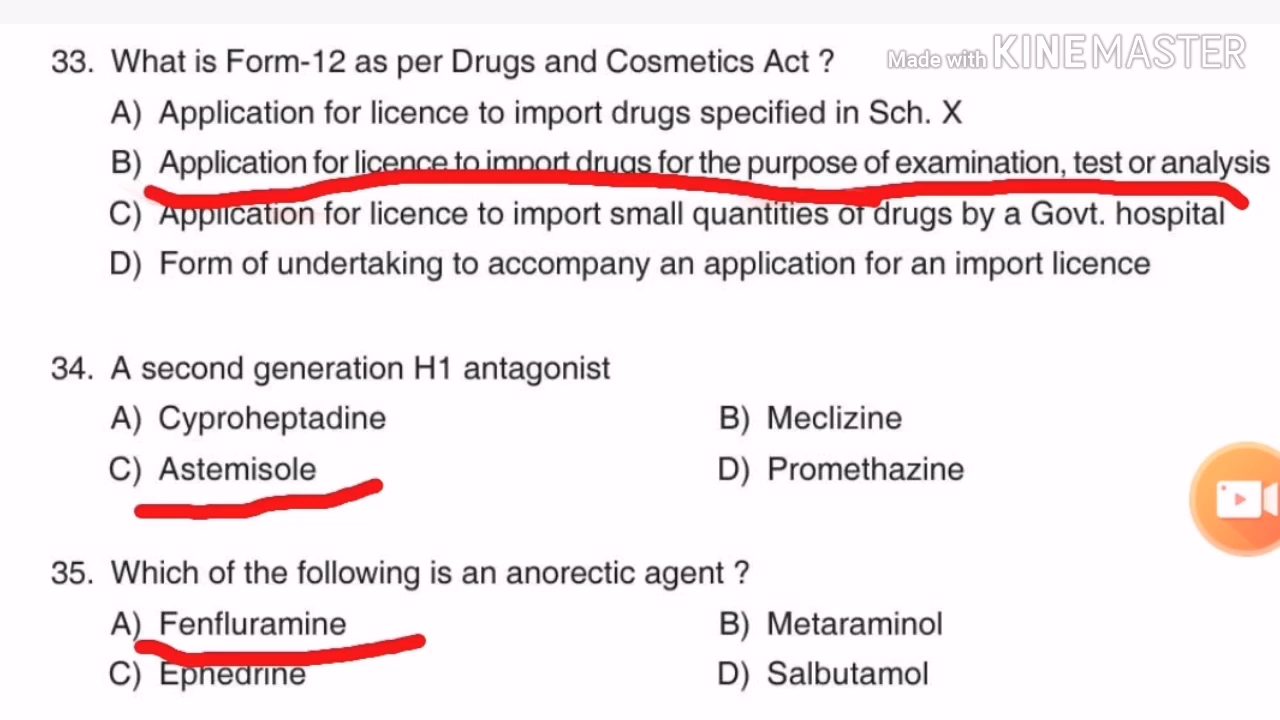 Made with KINEMASTER
33. What is Form-12 as per Drugs and Cosmetics Act ?
A) Application for licence to import drugs specified in Sch. X
B) Application for licence to import drugs for the purpose of examination, test or analysis
C) Application for licence to import small quantities of drugs by a Govt. hospital
D) Form of undertaking to accompany an application for an import licence
34. A second generation H1 antagonist
A) Cyproheptadine B) Meclizine
C) Astemisole D) Promethazine
35. Which of the following is an anorectic agent ?
A) Fenfluramine B) Metaraminol
C) Ephedrine D) Salbutamol